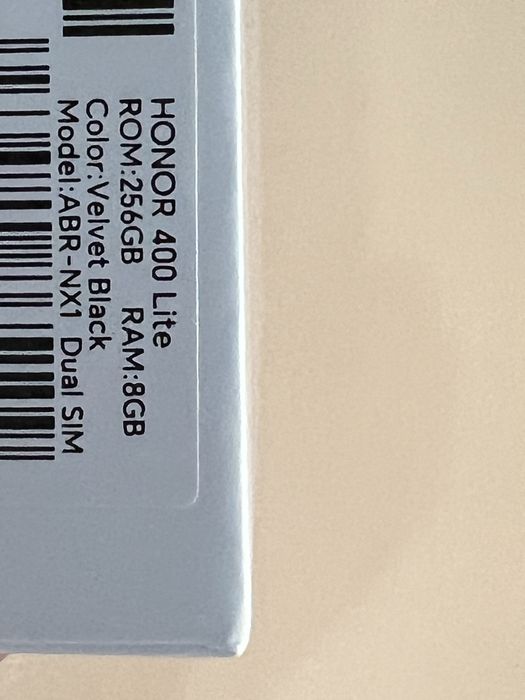 HONOR 400 Lite
ROM:256GB RAM:8GB
Color:Velvet Black
Model:ABR-NX1 Dual SIM